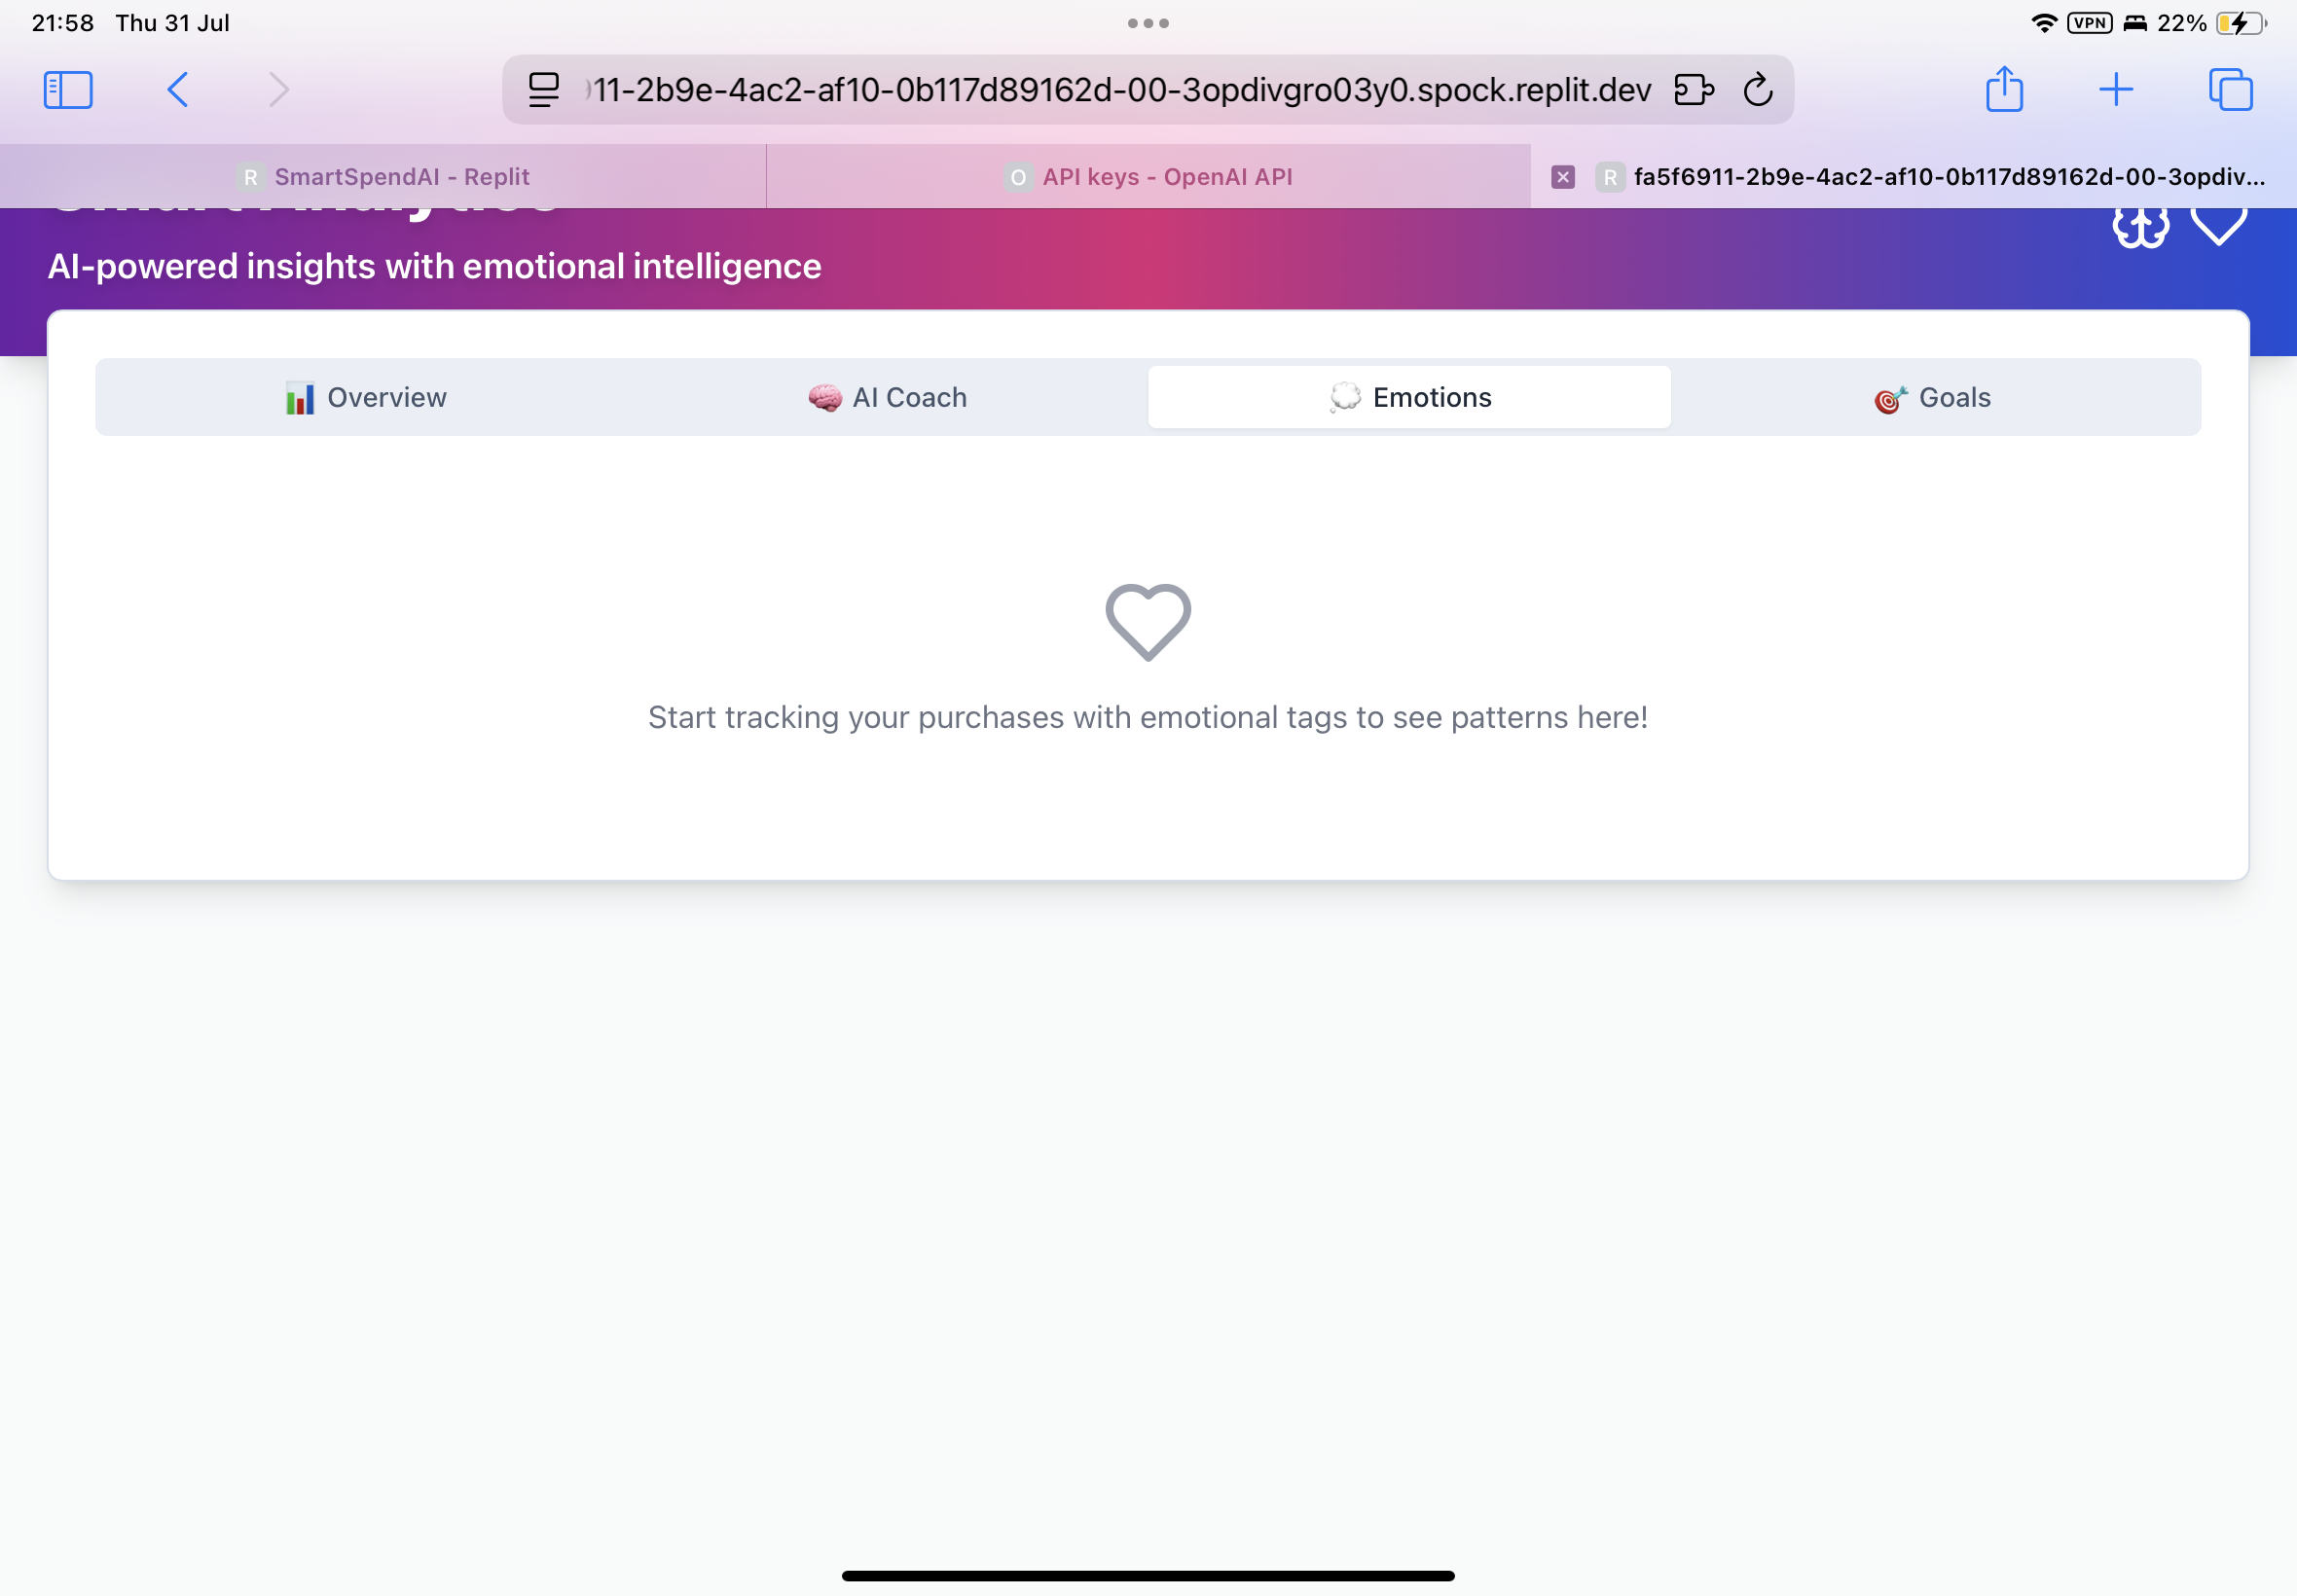 21:58 Thu 31 Jul
VPN 22%
11-2b9e-4ac2-af10-0b117d89162d-00-3opdivgro03y0.spock.replit.dev
R SmartSpendAI - Replit
O API keys - OpenAI API
R fa5f6911-2b9e-4ac2-af10-0b117d89162d-00-3opdiv...
Smart Analytics
AI-powered insights with emotional intelligence
Overview
AI Coach
Emotions
Goals
Start tracking your purchases with emotional tags to see patterns here!